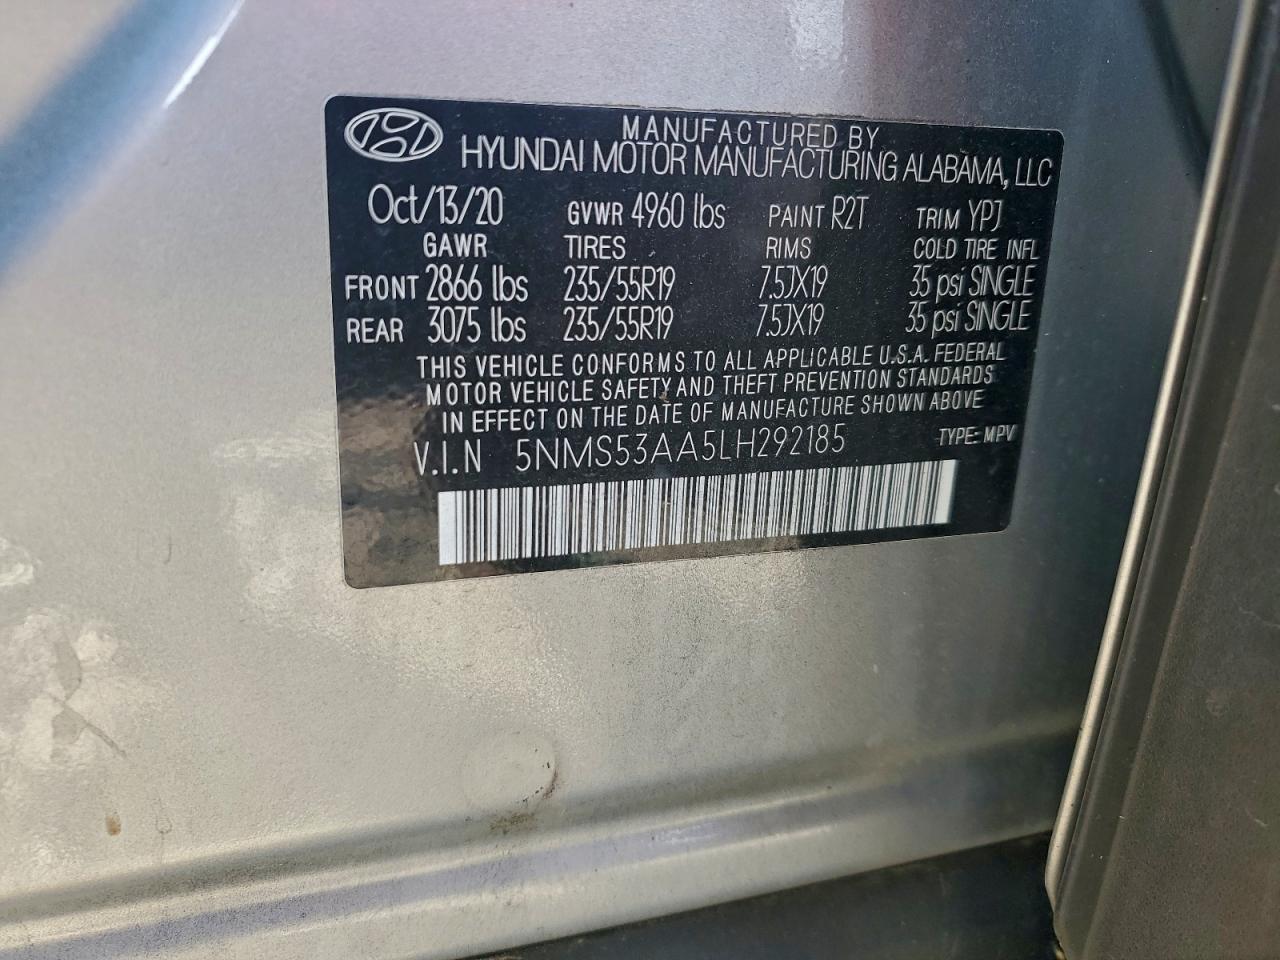 MANUFACTURED BY
HYUNDAI MOTOR MANUFACTURING ALABAMA, LLC
Oct/13/20 GVWR 4960 lbs PAINT R2T TRIM YPJ
GAWR TIRES RIMS COLD TIRE INFL
FRONT 2866 lbs 235/55R19 7.5JX19 35 psi SINGLE
REAR 3075 lbs 235/55R19 7.5JX19 35 psi SINGLE
THIS VEHICLE CONFORMS TO ALL APPLICABLE U.S.A. FEDERAL
MOTOR VEHICLE SAFETY AND THEFT PREVENTION STANDARDS
IN EFFECT ON THE DATE OF MANUFACTURE SHOWN ABOVE
V.I.N 5NMS53AA5LH292185 TYPE: MPV